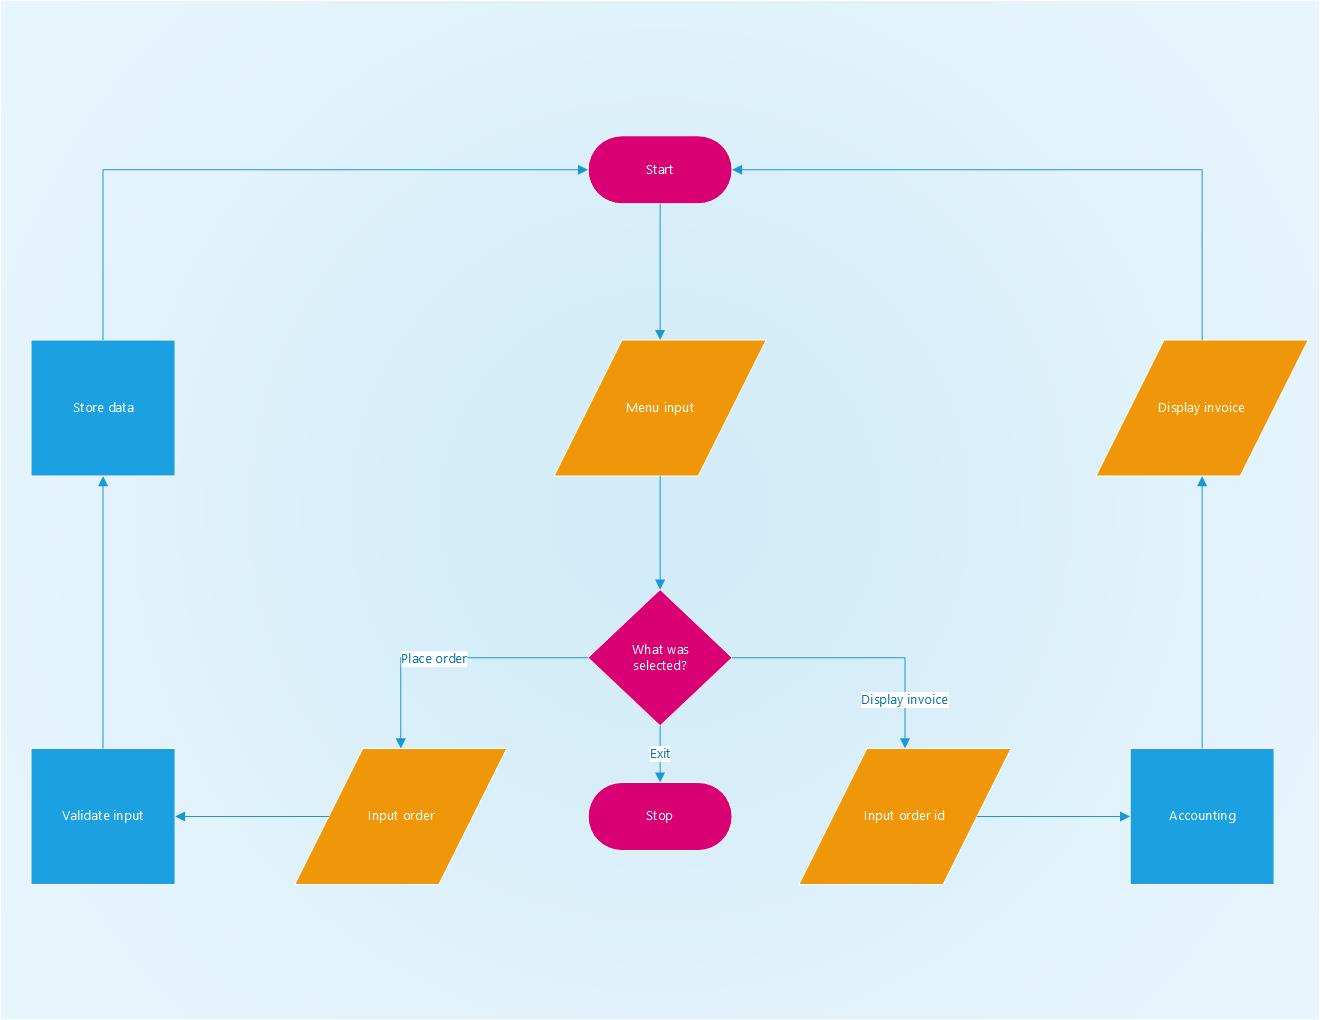 Start
Store data
Menu input
Display invoice
What was
selected?
Place order
Display invoice
Exit
Validate input
Input order
Stop
Input order id
Accounting